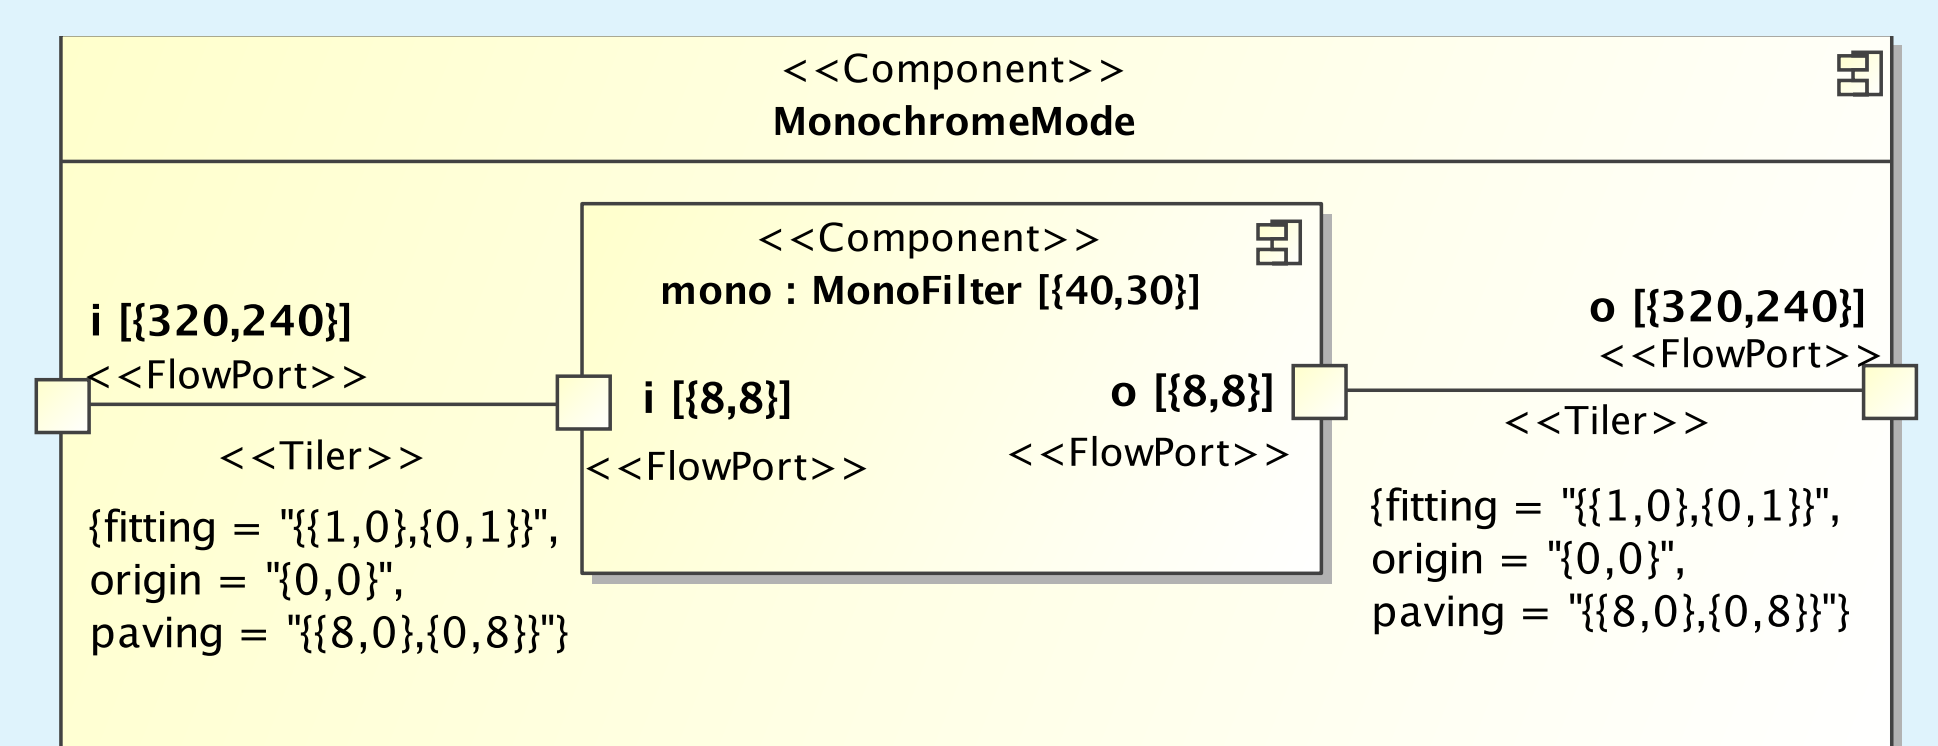 <<Component>>
MonochromeMode
<<Component>>
mono : MonoFilter [{40,30}]
i [{320,240}]
<<FlowPort>>
i [{8,8}]
<<FlowPort>>
o [{8,8}]
<<FlowPort>>
o [{320,240}]
<<FlowPort>>
<<Tiler>>
{fitting = "{{1,0},{0,1}}",
origin = "{0,0}",
paving = "{{8,0},{0,8}}"}
<<Tiler>>
{fitting = "{{1,0},{0,1}}",
origin = "{0,0}",
paving = "{{8,0},{0,8}}"}